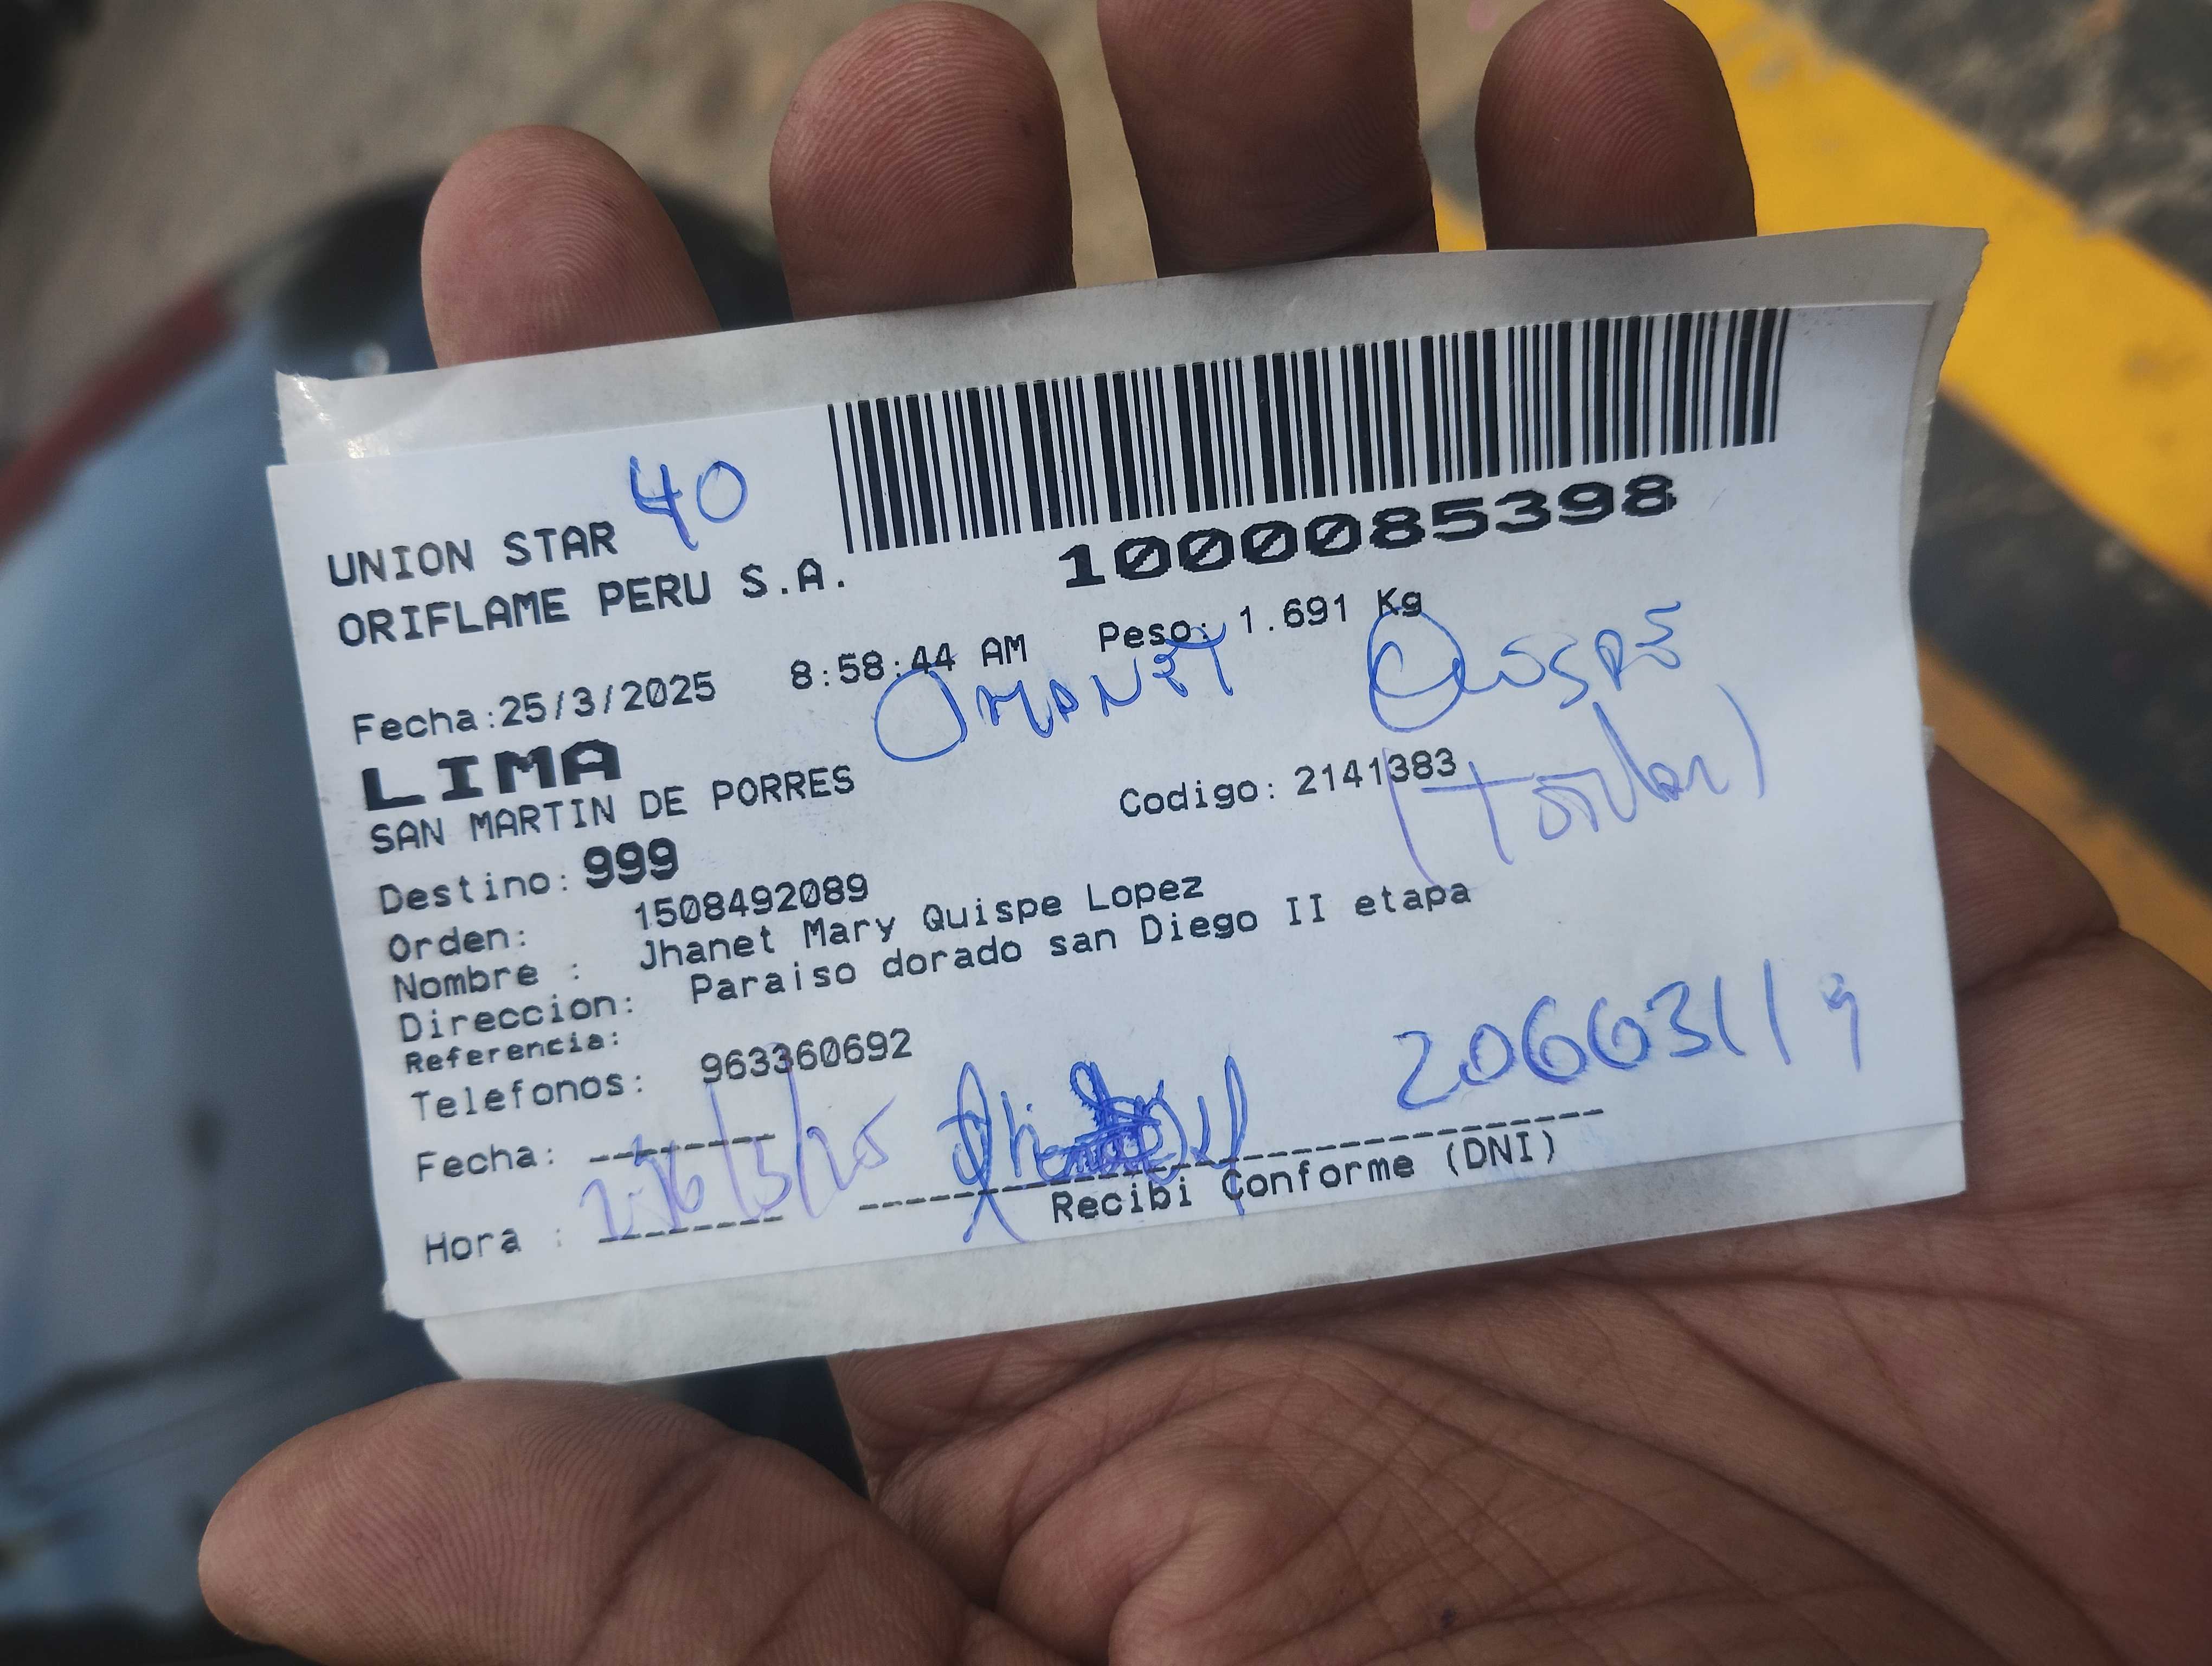 UNION STAR 40
ORIFLAME PERU S.A.
1000085398
Fecha:25/3/2025 8:58:44 AM Peso: 1.691 Kg
LIMA
SAN MARTIN DE PORRES
Codigo: 2141383
Destino: 999
Orden: 1508492089
Nombre : Jhanet Mary Quispe Lopez
Direccion: Paraiso dorado san Diego II etapa
Referencia:
Telefonos: 963360692
20663119
Fecha:
Hora :
Recibi Conforme (DNI)